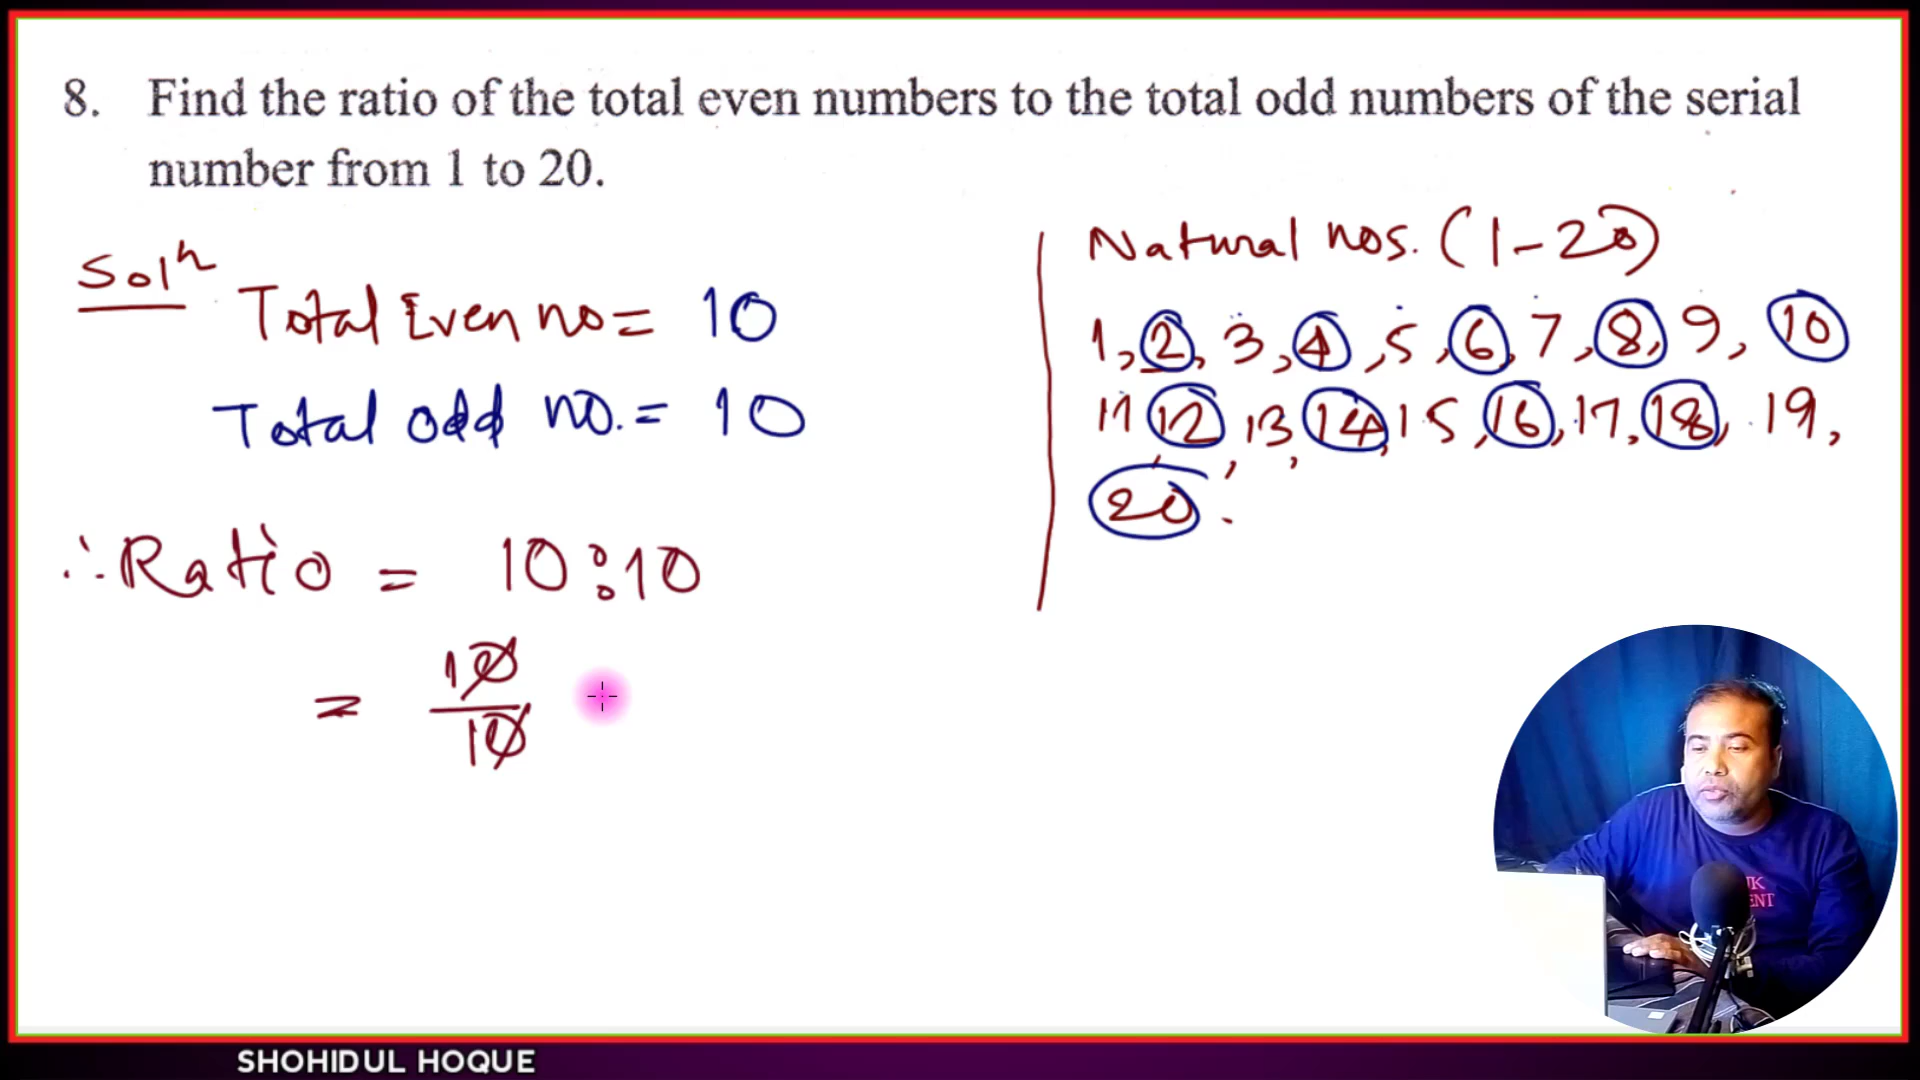 8. Find the ratio of the total even numbers to the total odd numbers of the serial
number from 1 to 20.
Solⁿ
Total Even no = 10
Total odd no. = 10
∴ Ratio = 10 : 10
= 10/10
Natural nos. (1-20)
1, 2, 3, 4, 5, 6, 7, 8, 9, 10
11, 12, 13, 14, 15, 16, 17, 18, 19,
20.
SHOHIDUL HOQUE